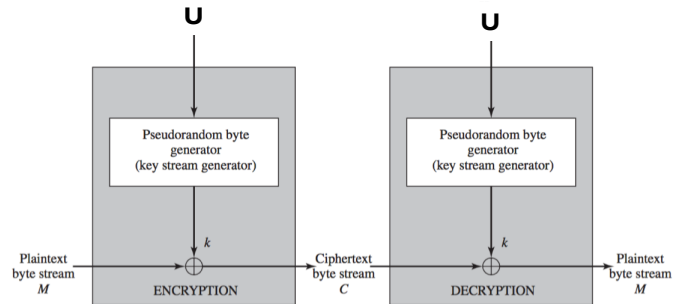 U
U
Pseudorandom byte
generator
(key stream generator)
Pseudorandom byte
generator
(key stream generator)
k
k
Plaintext
byte stream
M
ENCRYPTION
Ciphertext
byte stream
C
DECRYPTION
Plaintext
byte stream
M